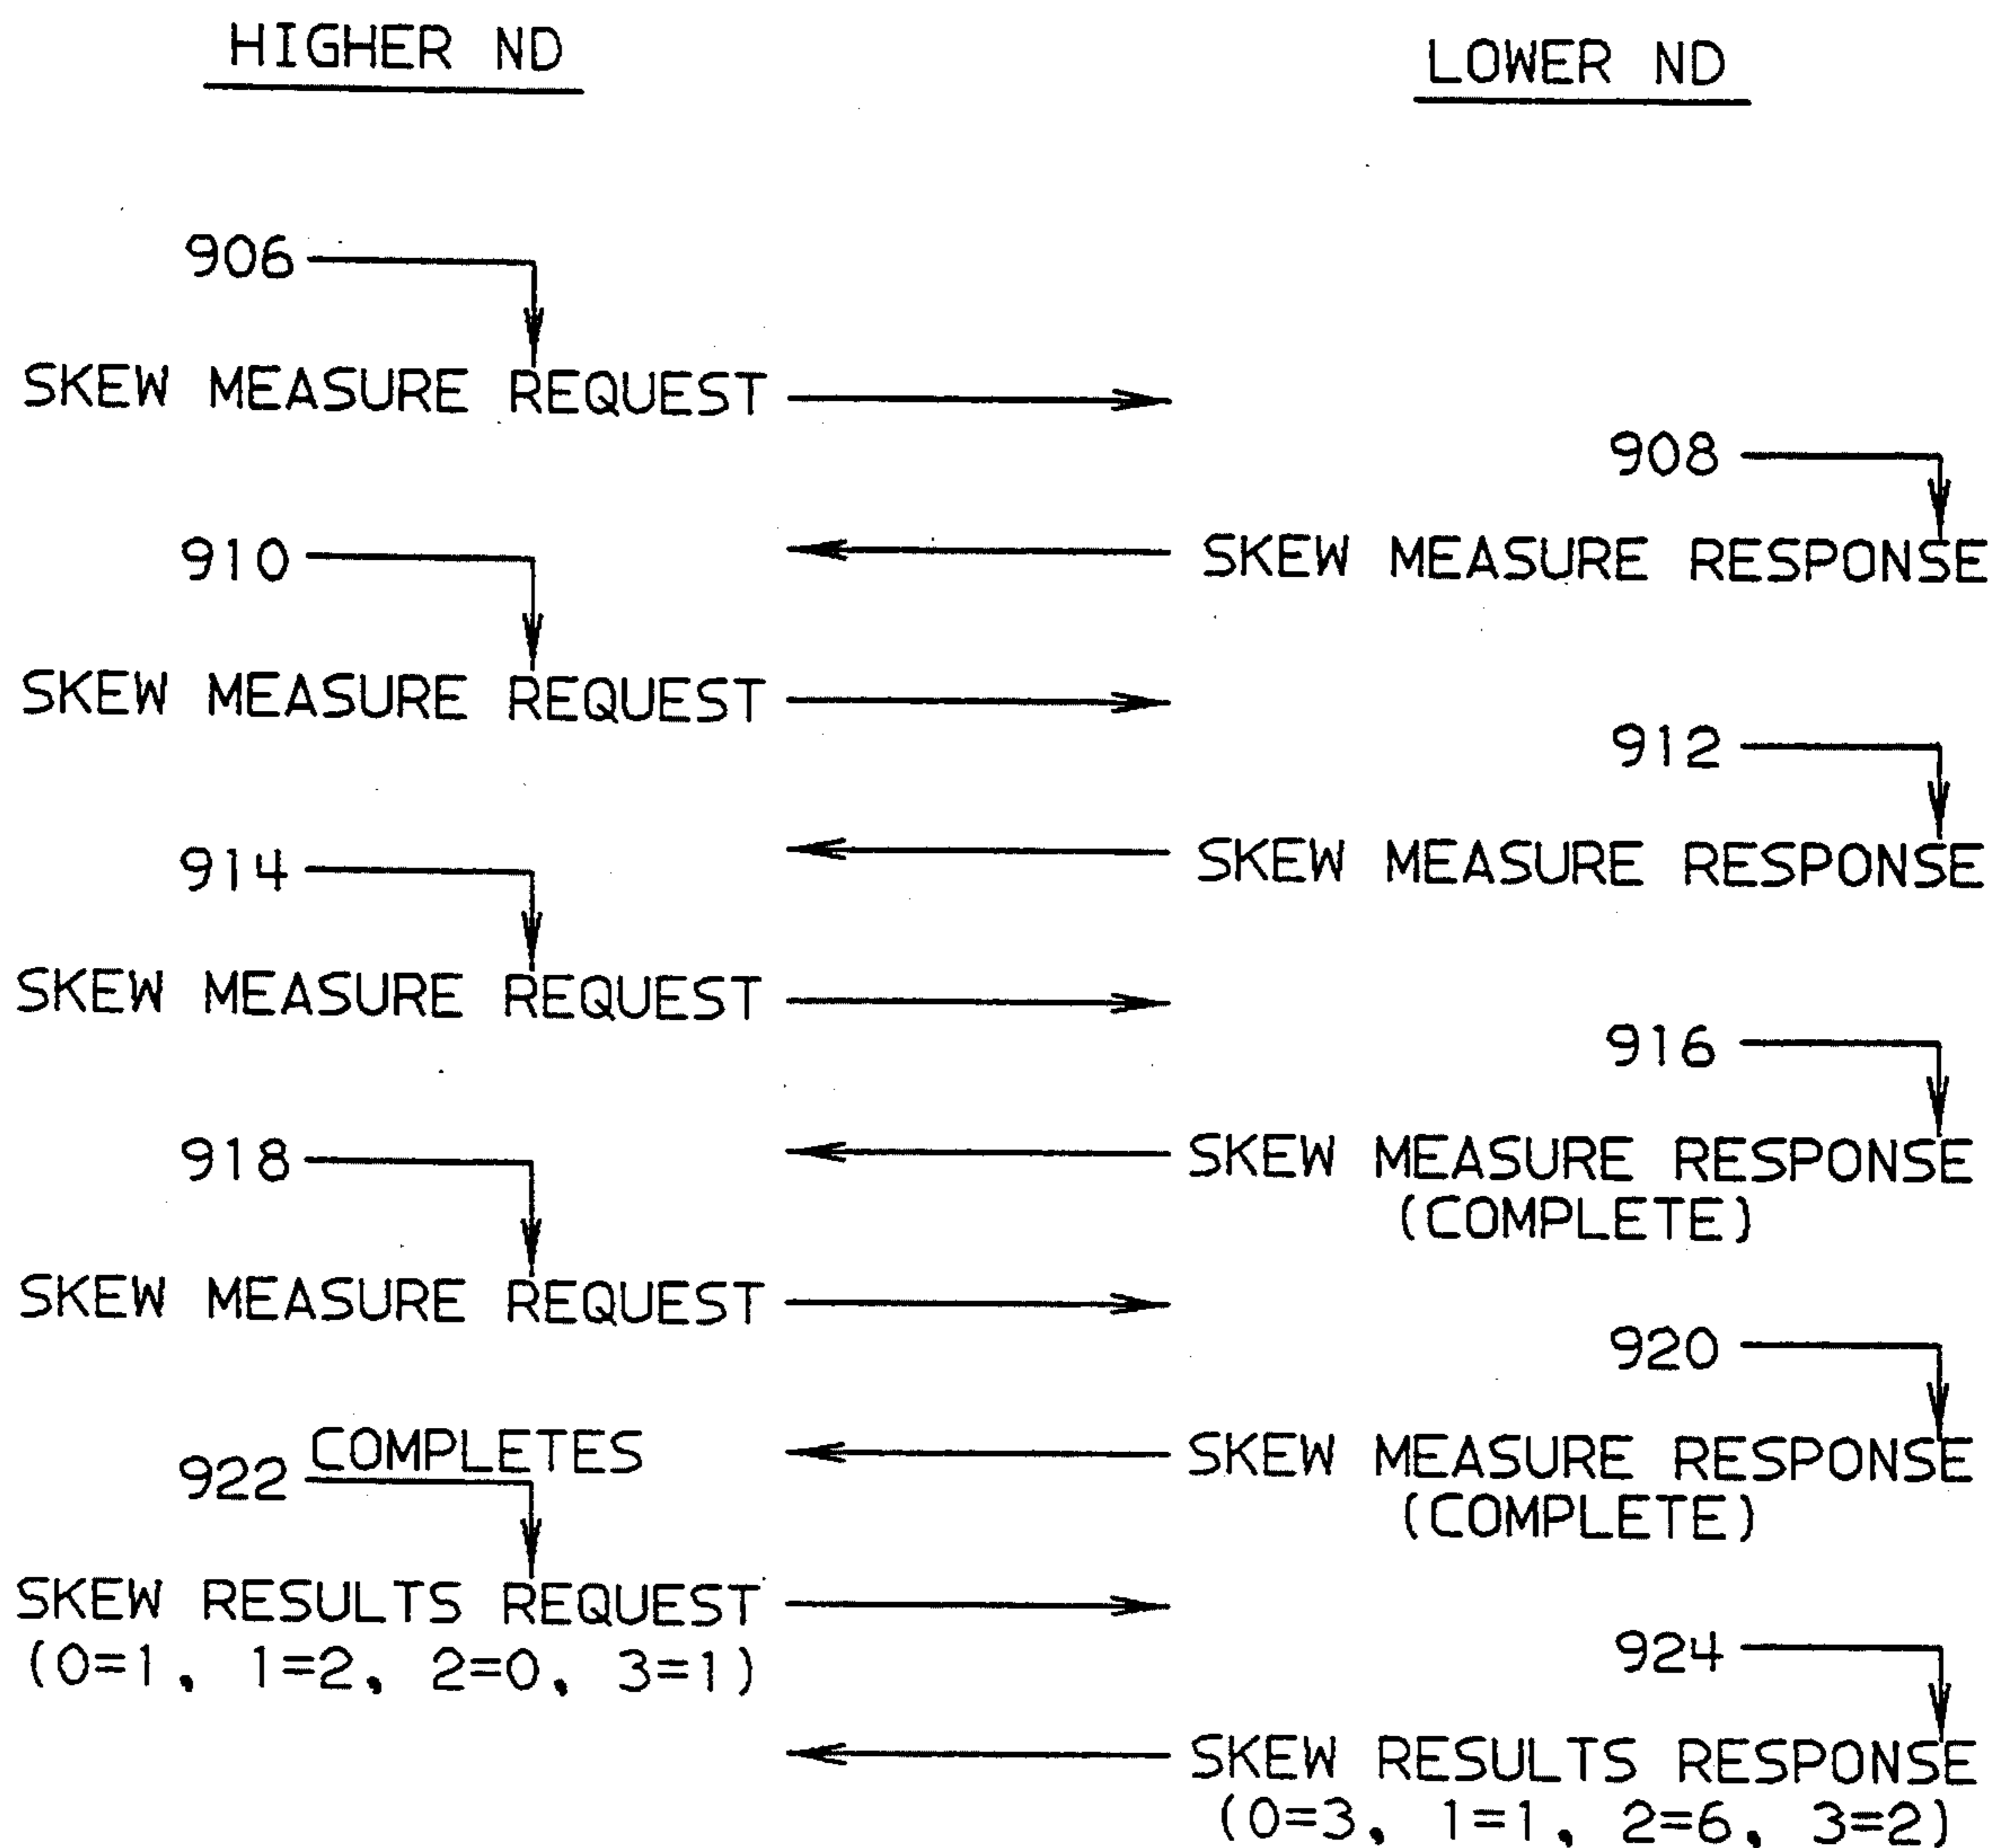 HIGHER ND
LOWER ND
906
SKEW MEASURE REQUEST
908
SKEW MEASURE RESPONSE
910
SKEW MEASURE REQUEST
912
SKEW MEASURE RESPONSE
914
SKEW MEASURE REQUEST
916
SKEW MEASURE RESPONSE
(COMPLETE)
918
SKEW MEASURE REQUEST
920
SKEW MEASURE RESPONSE
(COMPLETE)
922 COMPLETES
SKEW RESULTS REQUEST
(0=1, 1=2, 2=0, 3=1)
924
SKEW RESULTS RESPONSE
(0=3, 1=1, 2=6, 3=2)